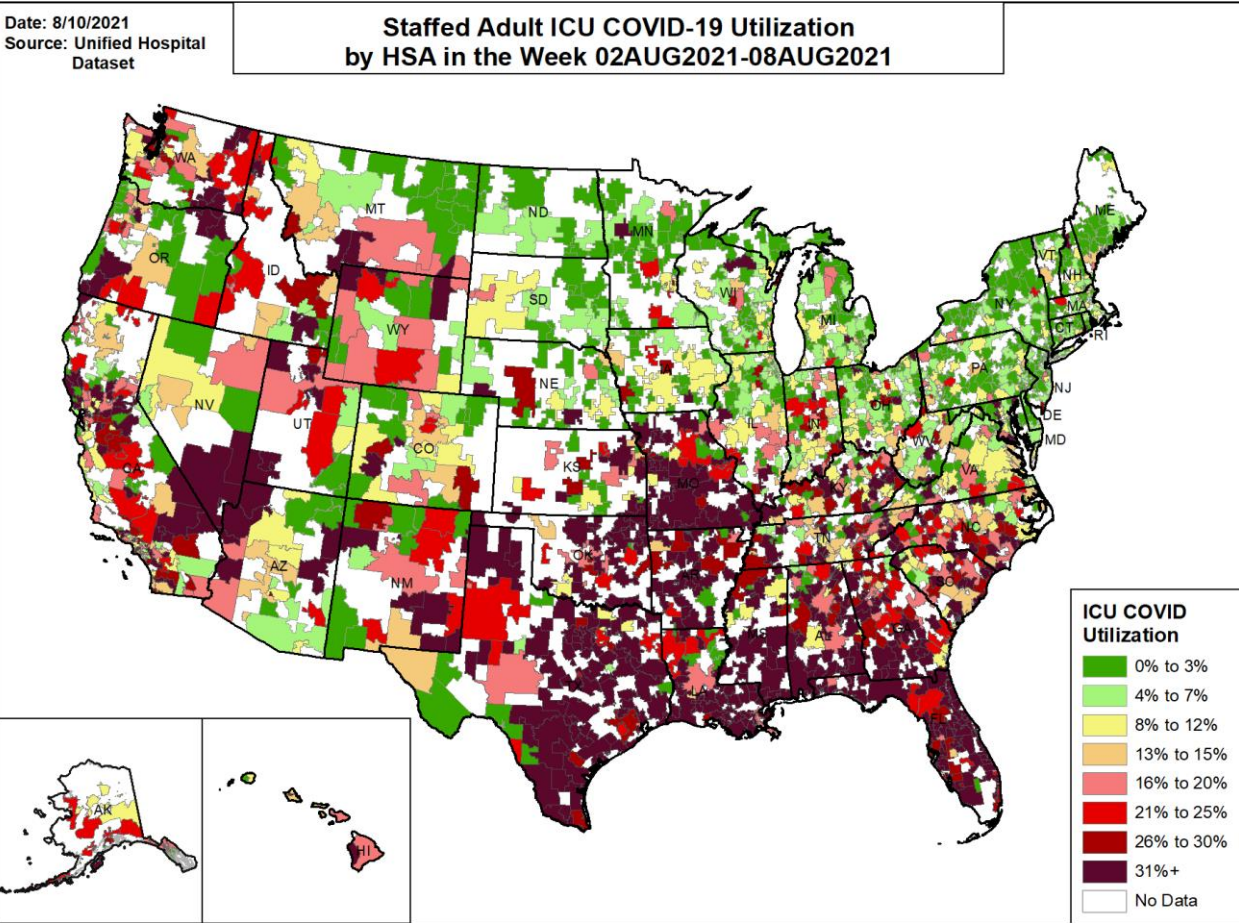 Date: 8/10/2021
Source: Unified Hospital
Dataset
Staffed Adult ICU COVID-19 Utilization
by HSA in the Week 02AUG2021-08AUG2021
WA
MT
ND
MN
ME
OR
ID
SD
WI
MI
VT
NH
NY
MA
CT
RI
WY
NE
IA
PA
NJ
NV
UT
CO
IL
IN
OH
DE
MD
WV
VA
CA
KS
MO
KY
NC
TN
AZ
NM
OK
AR
SC
MS
AL
GA
TX
LA
FL
AK
HI
ICU COVID
Utilization
0% to 3%
4% to 7%
8% to 12%
13% to 15%
16% to 20%
21% to 25%
26% to 30%
31%+
No Data